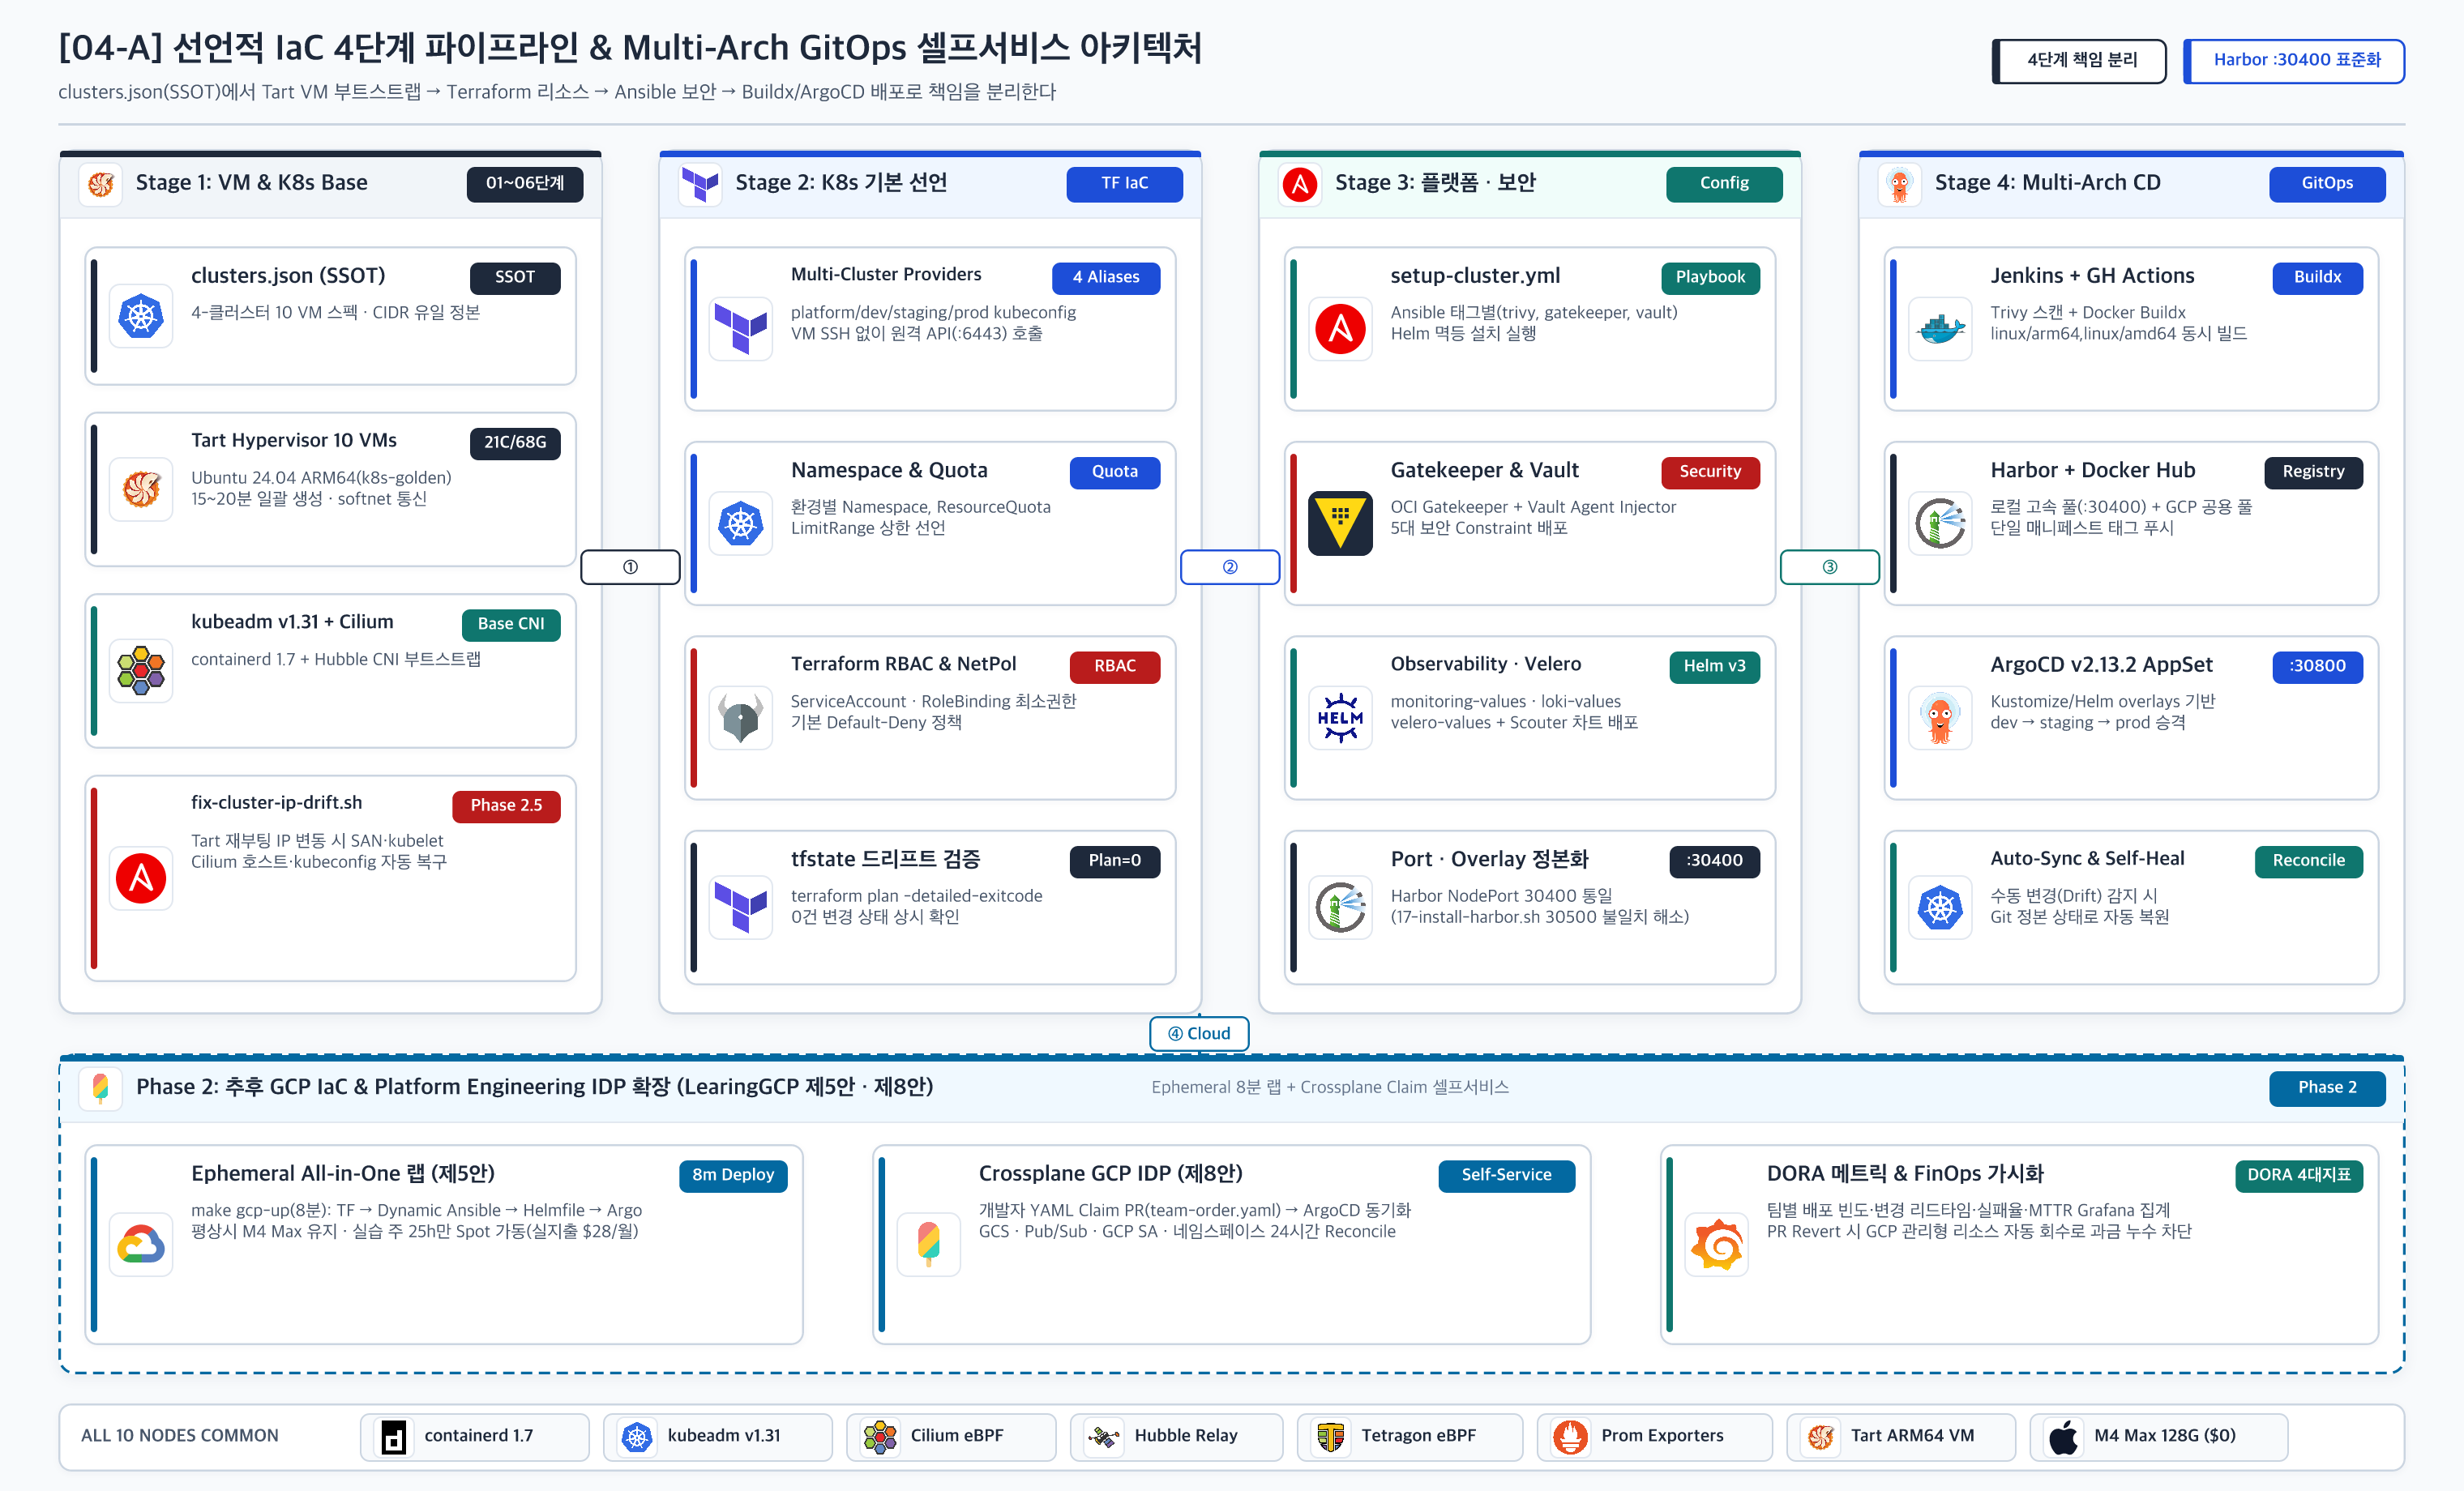 [04-A] 선언적 IaC 4단계 파이프라인 & Multi-Arch GitOps 셀프서비스 아키텍처
clusters.json(SSOT)에서 Tart VM 부트스트랩 → Terraform 리소스 → Ansible 보안 → Buildx/ArgoCD 배포로 책임을 분리한다
4단계 책임 분리
Harbor :30400 표준화
Stage 1: VM & K8s Base
01~06단계
clusters.json (SSOT)
SSOT
4-클러스터 10 VM 스펙 · CIDR 유일 정본
Tart Hypervisor 10 VMs
21C/68G
Ubuntu 24.04 ARM64(k8s-golden)
15~20분 일괄 생성 · softnet 통신
kubeadm v1.31 + Cilium
Base CNI
containerd 1.7 + Hubble CNI 부트스트랩
fix-cluster-ip-drift.sh
Phase 2.5
Tart 재부팅 IP 변동 시 SAN·kubelet
Cilium 호스트·kubeconfig 자동 복구
①
Stage 2: K8s 기본 선언
TF IaC
Multi-Cluster Providers
4 Aliases
platform/dev/staging/prod kubeconfig
VM SSH 없이 원격 API(:6443) 호출
Namespace & Quota
Quota
환경별 Namespace, ResourceQuota
LimitRange 상한 선언
Terraform RBAC & NetPol
RBAC
ServiceAccount · RoleBinding 최소권한
기본 Default-Deny 정책
tfstate 드리프트 검증
Plan=0
terraform plan -detailed-exitcode
0건 변경 상태 상시 확인
②
Stage 3: 플랫폼 · 보안
Config
setup-cluster.yml
Playbook
Ansible 태그별(trivy, gatekeeper, vault)
Helm 멱등 설치 실행
Gatekeeper & Vault
Security
OCI Gatekeeper + Vault Agent Injector
5대 보안 Constraint 배포
Observability · Velero
Helm v3
monitoring-values · loki-values
velero-values + Scouter 차트 배포
HELM
Port · Overlay 정본화
:30400
Harbor NodePort 30400 통일
(17-install-harbor.sh 30500 불일치 해소)
③
Stage 4: Multi-Arch CD
GitOps
Jenkins + GH Actions
Buildx
Trivy 스캔 + Docker Buildx
linux/arm64,linux/amd64 동시 빌드
Harbor + Docker Hub
Registry
로컬 고속 풀(:30400) + GCP 공용 풀
단일 매니페스트 태그 푸시
ArgoCD v2.13.2 AppSet
:30800
Kustomize/Helm overlays 기반
dev → staging → prod 승격
Auto-Sync & Self-Heal
Reconcile
수동 변경(Drift) 감지 시
Git 정본 상태로 자동 복원
④ Cloud
Phase 2: 추후 GCP IaC & Platform Engineering IDP 확장 (LearingGCP 제5안 · 제8안)
Ephemeral 8분 랩 + Crossplane Claim 셀프서비스
Phase 2
Ephemeral All-in-One 랩 (제5안)
8m Deploy
make gcp-up(8분): TF → Dynamic Ansible → Helmfile → Argo
평상시 M4 Max 유지 · 실습 주 25h만 Spot 가동(실지출 $28/월)
Crossplane GCP IDP (제8안)
Self-Service
개발자 YAML Claim PR(team-order.yaml) → ArgoCD 동기화
GCS · Pub/Sub · GCP SA · 네임스페이스 24시간 Reconcile
DORA 메트릭 & FinOps 가시화
DORA 4대지표
팀별 배포 빈도·변경 리드타임·실패율·MTTR Grafana 집계
PR Revert 시 GCP 관리형 리소스 자동 회수로 과금 누수 차단
ALL 10 NODES COMMON
containerd 1.7
kubeadm v1.31
Cilium eBPF
Hubble Relay
Tetragon eBPF
Prom Exporters
Tart ARM64 VM
M4 Max 128G ($0)